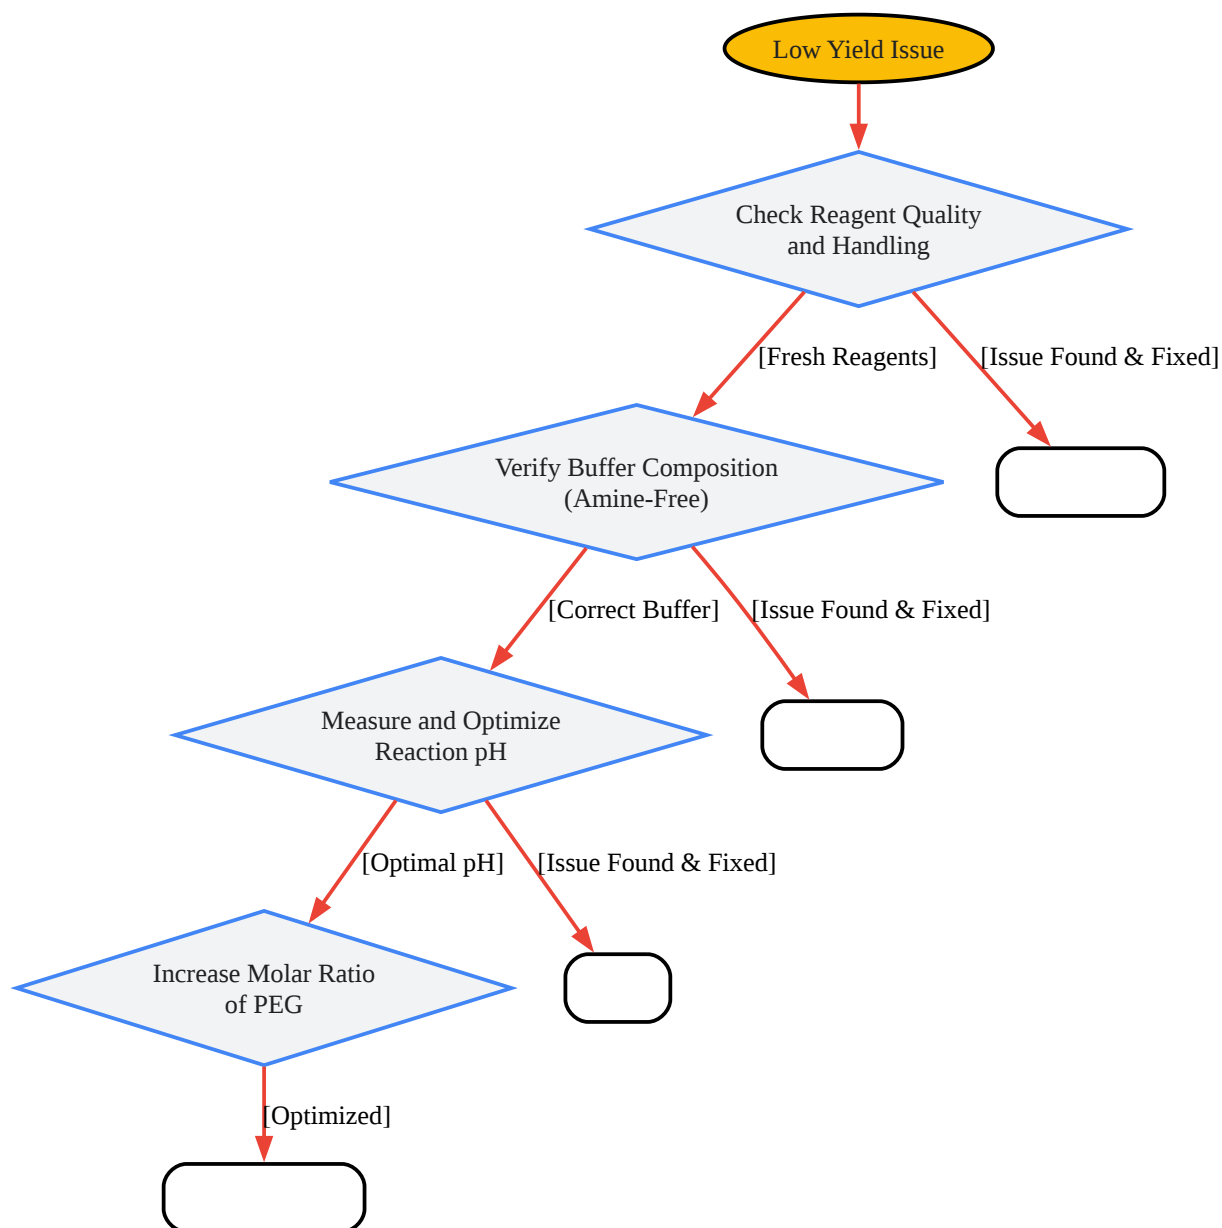 Low Yield Issue
Check Reagent Quality
and Handling
[Fresh Reagents]
[Issue Found & Fixed]
Verify Buffer Composition
(Amine-Free)
[Correct Buffer]
[Issue Found & Fixed]
Measure and Optimize
Reaction pH
[Optimal pH]
[Issue Found & Fixed]
Increase Molar Ratio
of PEG
[Optimized]